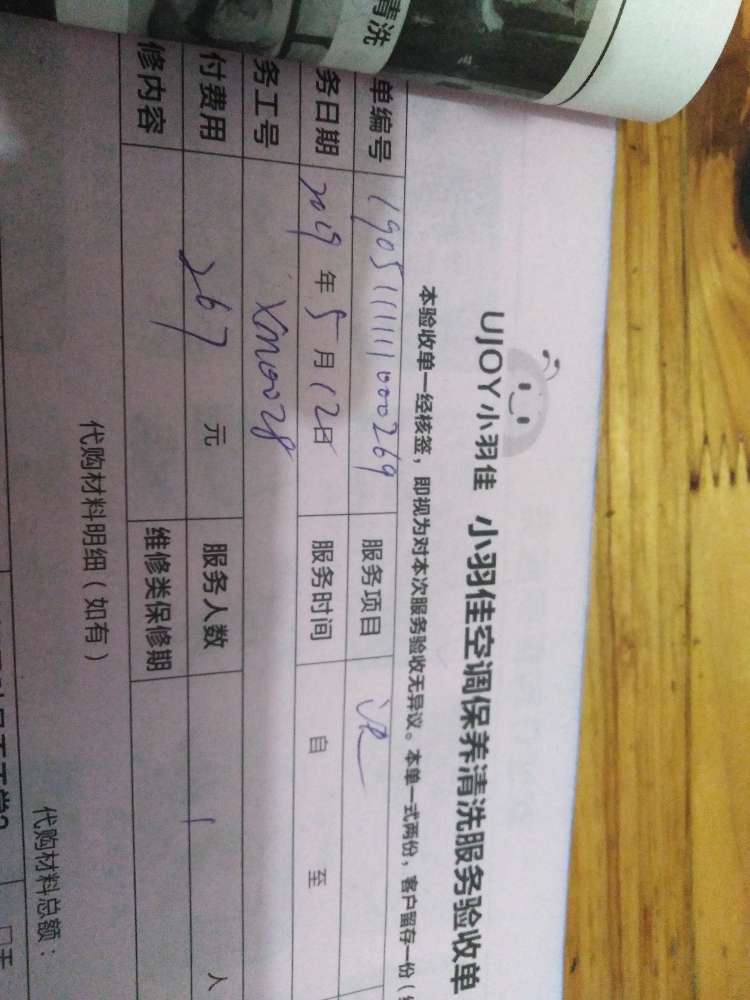 清洗
UJOY小羽佳 小羽佳空调保养清洗服务验收单
本验收单一经核签，即视为对本次服务验收无异议。本单一式两份，客户留存一份（
单编号 1905111111000269 服务项目
务日期 2019年5月12日 服务时间 自 至
务工号 XM00028
付费用 267 元 服务人数 1 人
修内容 维修类保修期
代购材料明细（如有）
代购材料总额：